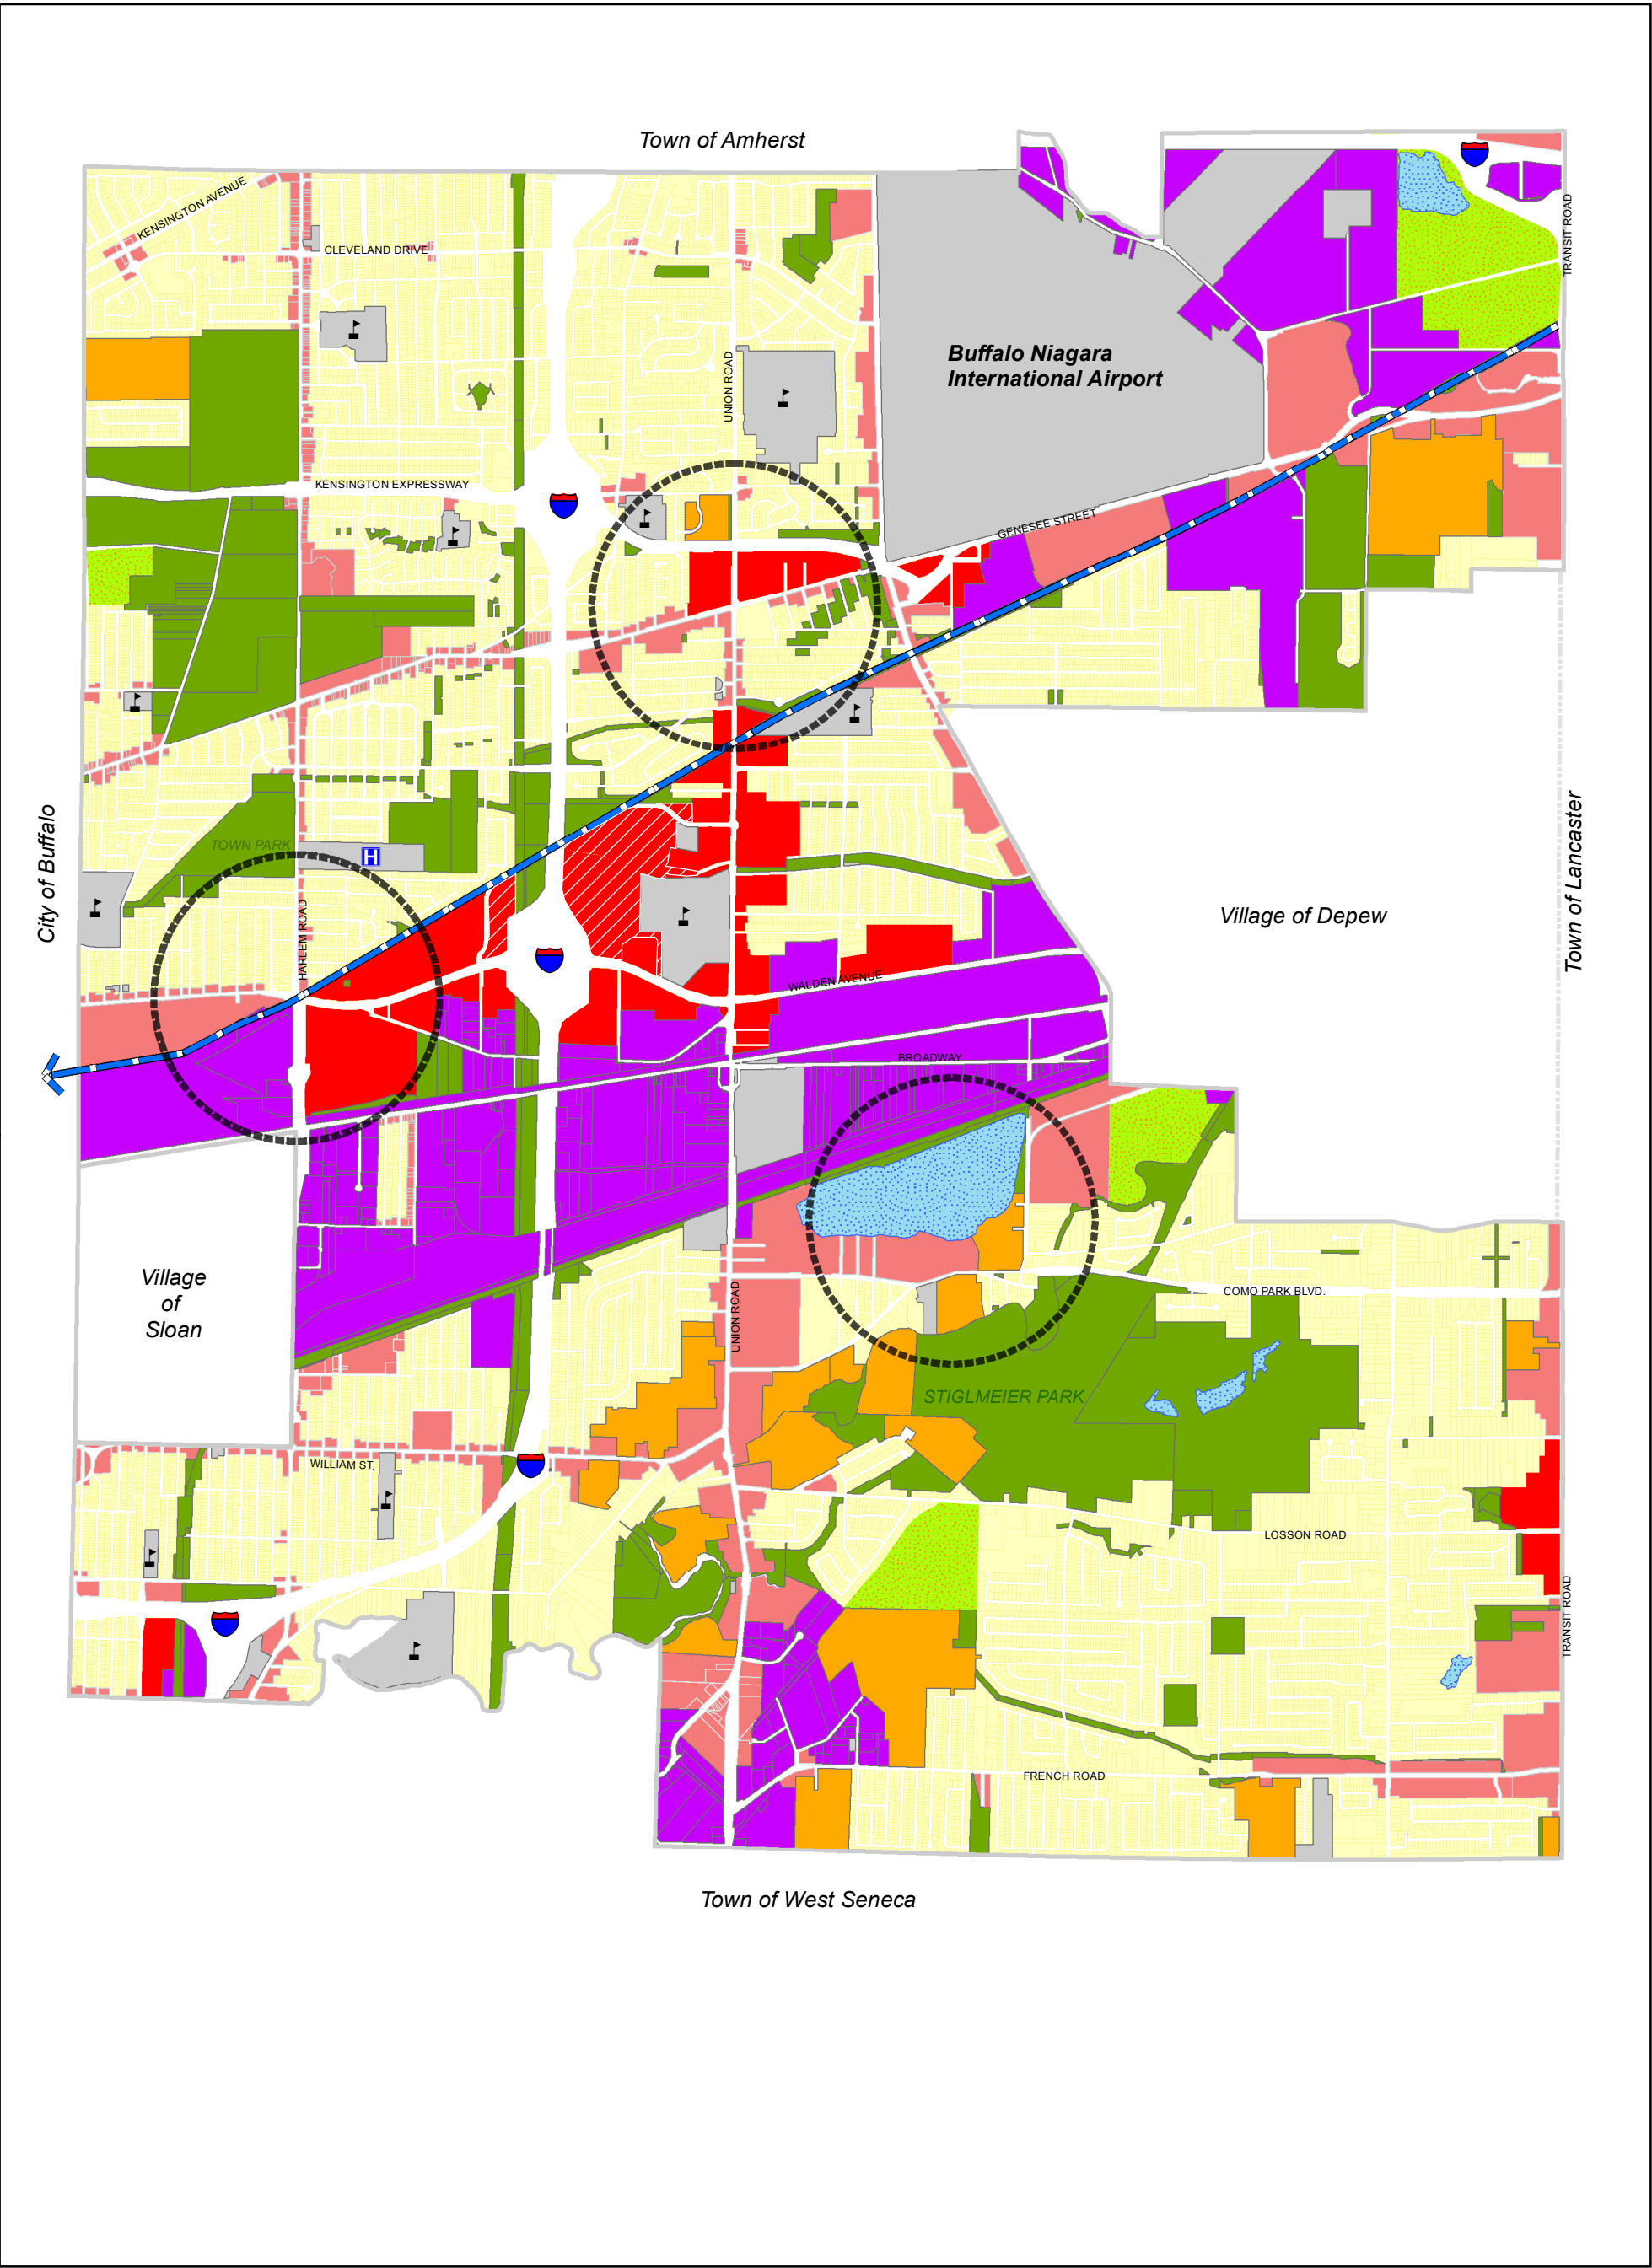 Town of Amherst
KENSINGTON AVENUE
CLEVELAND DRIVE
TRANSIT ROAD
Buffalo Niagara
International Airport
UNION ROAD
KENSINGTON EXPRESSWAY
GENESEE STREET
City of Buffalo
TOWN PARK
H
HARLEM ROAD
Village of Depew
Town of Lancaster
WALDEN AVENUE
BROADWAY
Village
of
Sloan
COMO PARK BLVD.
UNION ROAD
STIGLMEIER PARK
WILLIAM ST.
LOSSON ROAD
TRANSIT ROAD
FRENCH ROAD
Town of West Seneca